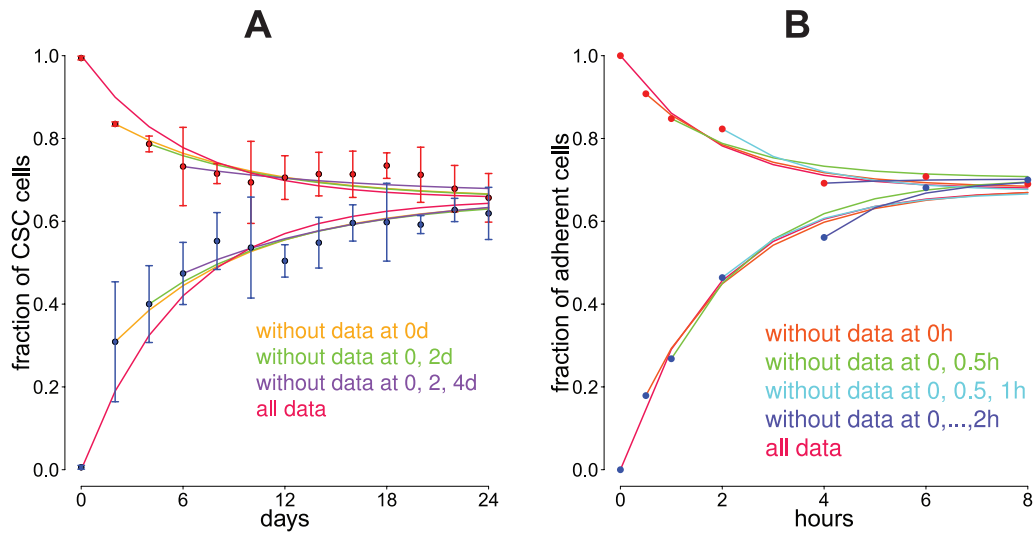 A
fraction of CSC cells
1.0
0.8
0.6
0.4
0.2
0.0
without data at 0d
without data at 0, 2d
without data at 0, 2, 4d
all data
0
6
12
18
24
days
B
fraction of adherent cells
1.0
0.8
0.6
0.4
0.2
0.0
without data at 0h
without data at 0, 0.5h
without data at 0, 0.5, 1h
without data at 0,...,2h
all data
0
2
4
6
8
hours